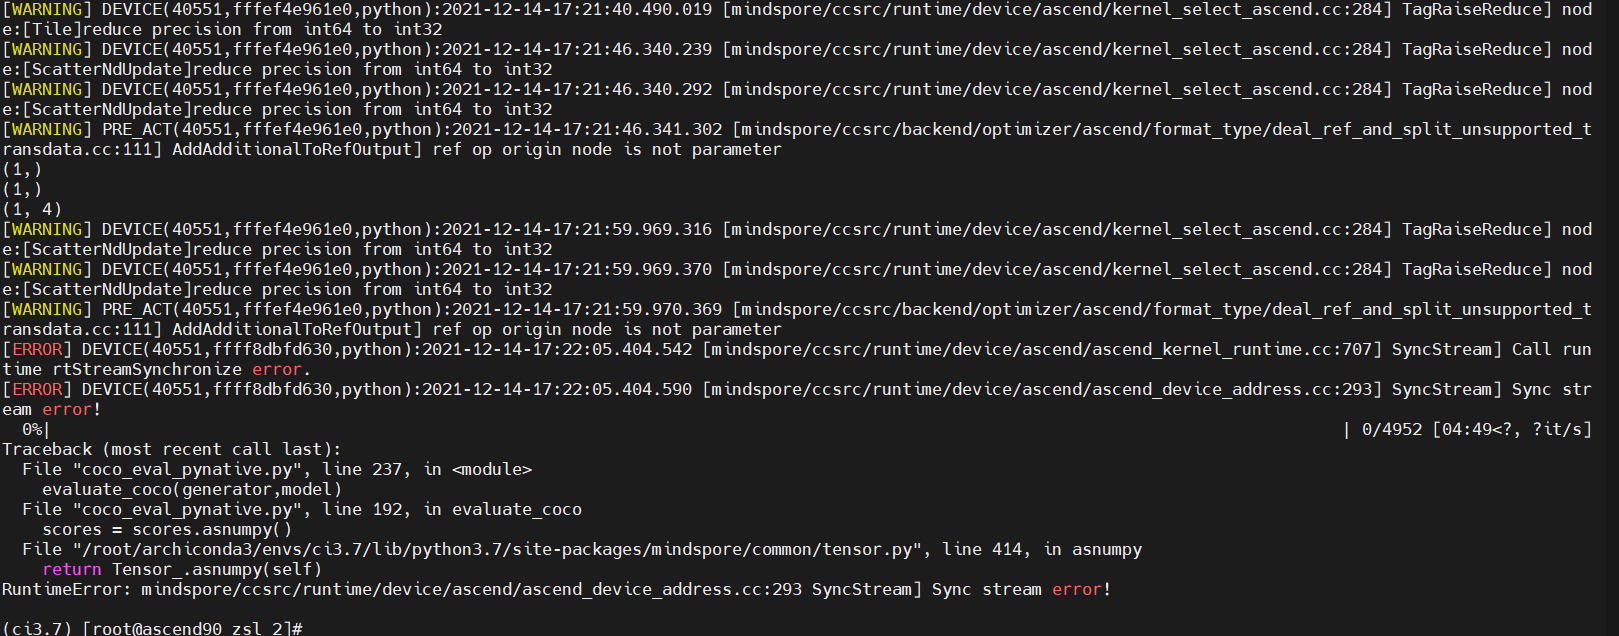 [WARNING] DEVICE(40551,fffef4e961e0,python):2021-12-14-17:21:40.490.019 [mindspore/ccsrc/runtime/device/ascend/kernel_select_ascend.cc:284] TagRaiseReduce] nod
e:[Tile]reduce precision from int64 to int32
[WARNING] DEVICE(40551,fffef4e961e0,python):2021-12-14-17:21:46.340.239 [mindspore/ccsrc/runtime/device/ascend/kernel_select_ascend.cc:284] TagRaiseReduce] nod
e:[ScatterNdUpdate]reduce precision from int64 to int32
[WARNING] DEVICE(40551,fffef4e961e0,python):2021-12-14-17:21:46.340.292 [mindspore/ccsrc/runtime/device/ascend/kernel_select_ascend.cc:284] TagRaiseReduce] nod
e:[ScatterNdUpdate]reduce precision from int64 to int32
[WARNING] PRE_ACT(40551,fffef4e961e0,python):2021-12-14-17:21:46.341.302 [mindspore/ccsrc/backend/optimizer/ascend/format_type/deal_ref_and_split_unsupported_t
ransdata.cc:111] AddAdditionalToRefOutput] ref op origin node is not parameter
(1,)
(1,)
(1, 4)
[WARNING] DEVICE(40551,fffef4e961e0,python):2021-12-14-17:21:59.969.316 [mindspore/ccsrc/runtime/device/ascend/kernel_select_ascend.cc:284] TagRaiseReduce] nod
e:[ScatterNdUpdate]reduce precision from int64 to int32
[WARNING] DEVICE(40551,fffef4e961e0,python):2021-12-14-17:21:59.969.370 [mindspore/ccsrc/runtime/device/ascend/kernel_select_ascend.cc:284] TagRaiseReduce] nod
e:[ScatterNdUpdate]reduce precision from int64 to int32
[WARNING] PRE_ACT(40551,fffef4e961e0,python):2021-12-14-17:21:59.970.369 [mindspore/ccsrc/backend/optimizer/ascend/format_type/deal_ref_and_split_unsupported_t
ransdata.cc:111] AddAdditionalToRefOutput] ref op origin node is not parameter
[ERROR] DEVICE(40551,ffff8dbfd630,python):2021-12-14-17:22:05.404.542 [mindspore/ccsrc/runtime/device/ascend/ascend_kernel_runtime.cc:707] SyncStream] Call run
time rtStreamSynchronize error.
[ERROR] DEVICE(40551,ffff8dbfd630,python):2021-12-14-17:22:05.404.590 [mindspore/ccsrc/runtime/device/ascend/ascend_device_address.cc:293] SyncStream] Sync str
eam error!
  0%|                                                                                                                                 | 0/4952 [04:49<?, ?it/s]
Traceback (most recent call last):
  File "coco_eval_pynative.py", line 237, in <module>
    evaluate_coco(generator,model)
  File "coco_eval_pynative.py", line 192, in evaluate_coco
    scores = scores.asnumpy()
  File "/root/archiconda3/envs/ci3.7/lib/python3.7/site-packages/mindspore/common/tensor.py", line 414, in asnumpy
    return Tensor_.asnumpy(self)
RuntimeError: mindspore/ccsrc/runtime/device/ascend/ascend_device_address.cc:293 SyncStream] Sync stream error!
(ci3.7) [root@ascend90 zsl_2]#